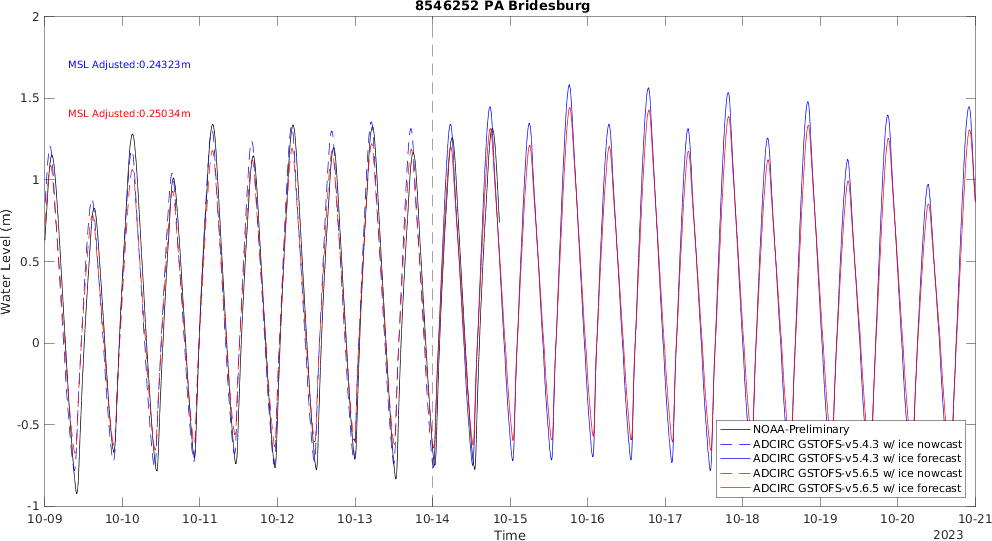 8546252 PA Bridesburg
2
1.5
1
0.5
0
-0.5
-1
Water Level (m)
MSL Adjusted:0.24323m
MSL Adjusted:0.25034m
NOAA-Preliminary
ADCIRC GSTOFS-v5.4.3 w/ ice nowcast
ADCIRC GSTOFS-v5.4.3 w/ ice forecast
ADCIRC GSTOFS-v5.6.5 w/ ice nowcast
ADCIRC GSTOFS-v5.6.5 w/ ice forecast
10-09 10-10 10-11 10-12 10-13 10-14 10-15 10-16 10-17 10-18 10-19 10-20 10-21
Time
2023